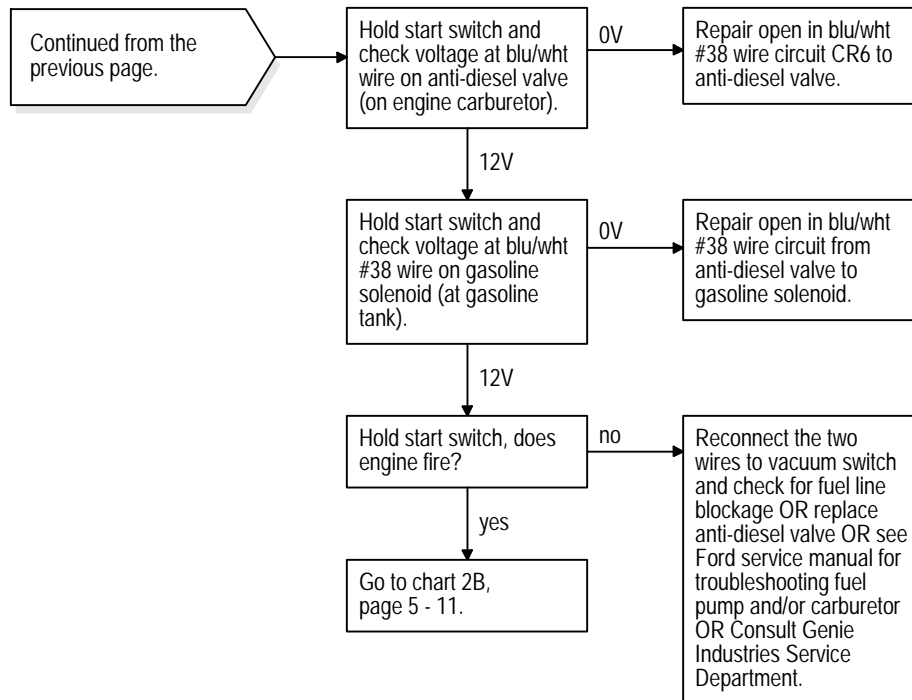 Continued from the
previous page.
Hold start switch and
check voltage at blu/wht
wire on anti-diesel valve
(on engine carburetor).
0V
Repair open in blu/wht
#38 wire circuit CR6 to
anti-diesel valve.
12V
Hold start switch and
check voltage at blu/wht
#38 wire on gasoline
solenoid (at gasoline
tank).
0V
Repair open in blu/wht
#38 wire circuit from
anti-diesel valve to
gasoline solenoid.
12V
Hold start switch, does
engine fire?
no
Reconnect the two
wires to vacuum switch
and check for fuel line
blockage OR replace
anti-diesel valve OR see
Ford service manual for
troubleshooting fuel
pump and/or carburetor
OR Consult Genie
Industries Service
Department.
yes
Go to chart 2B,
page 5 - 11.